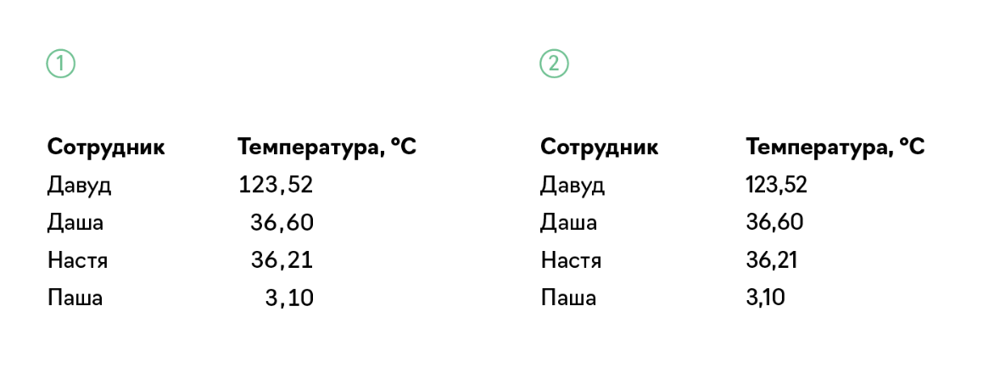 1
2
Сотрудник Температура, °C
Давуд 123,52
Даша 36,60
Настя 36,21
Паша 3,10
Сотрудник Температура, °C
Давуд 123,52
Даша 36,60
Настя 36,21
Паша 3,10